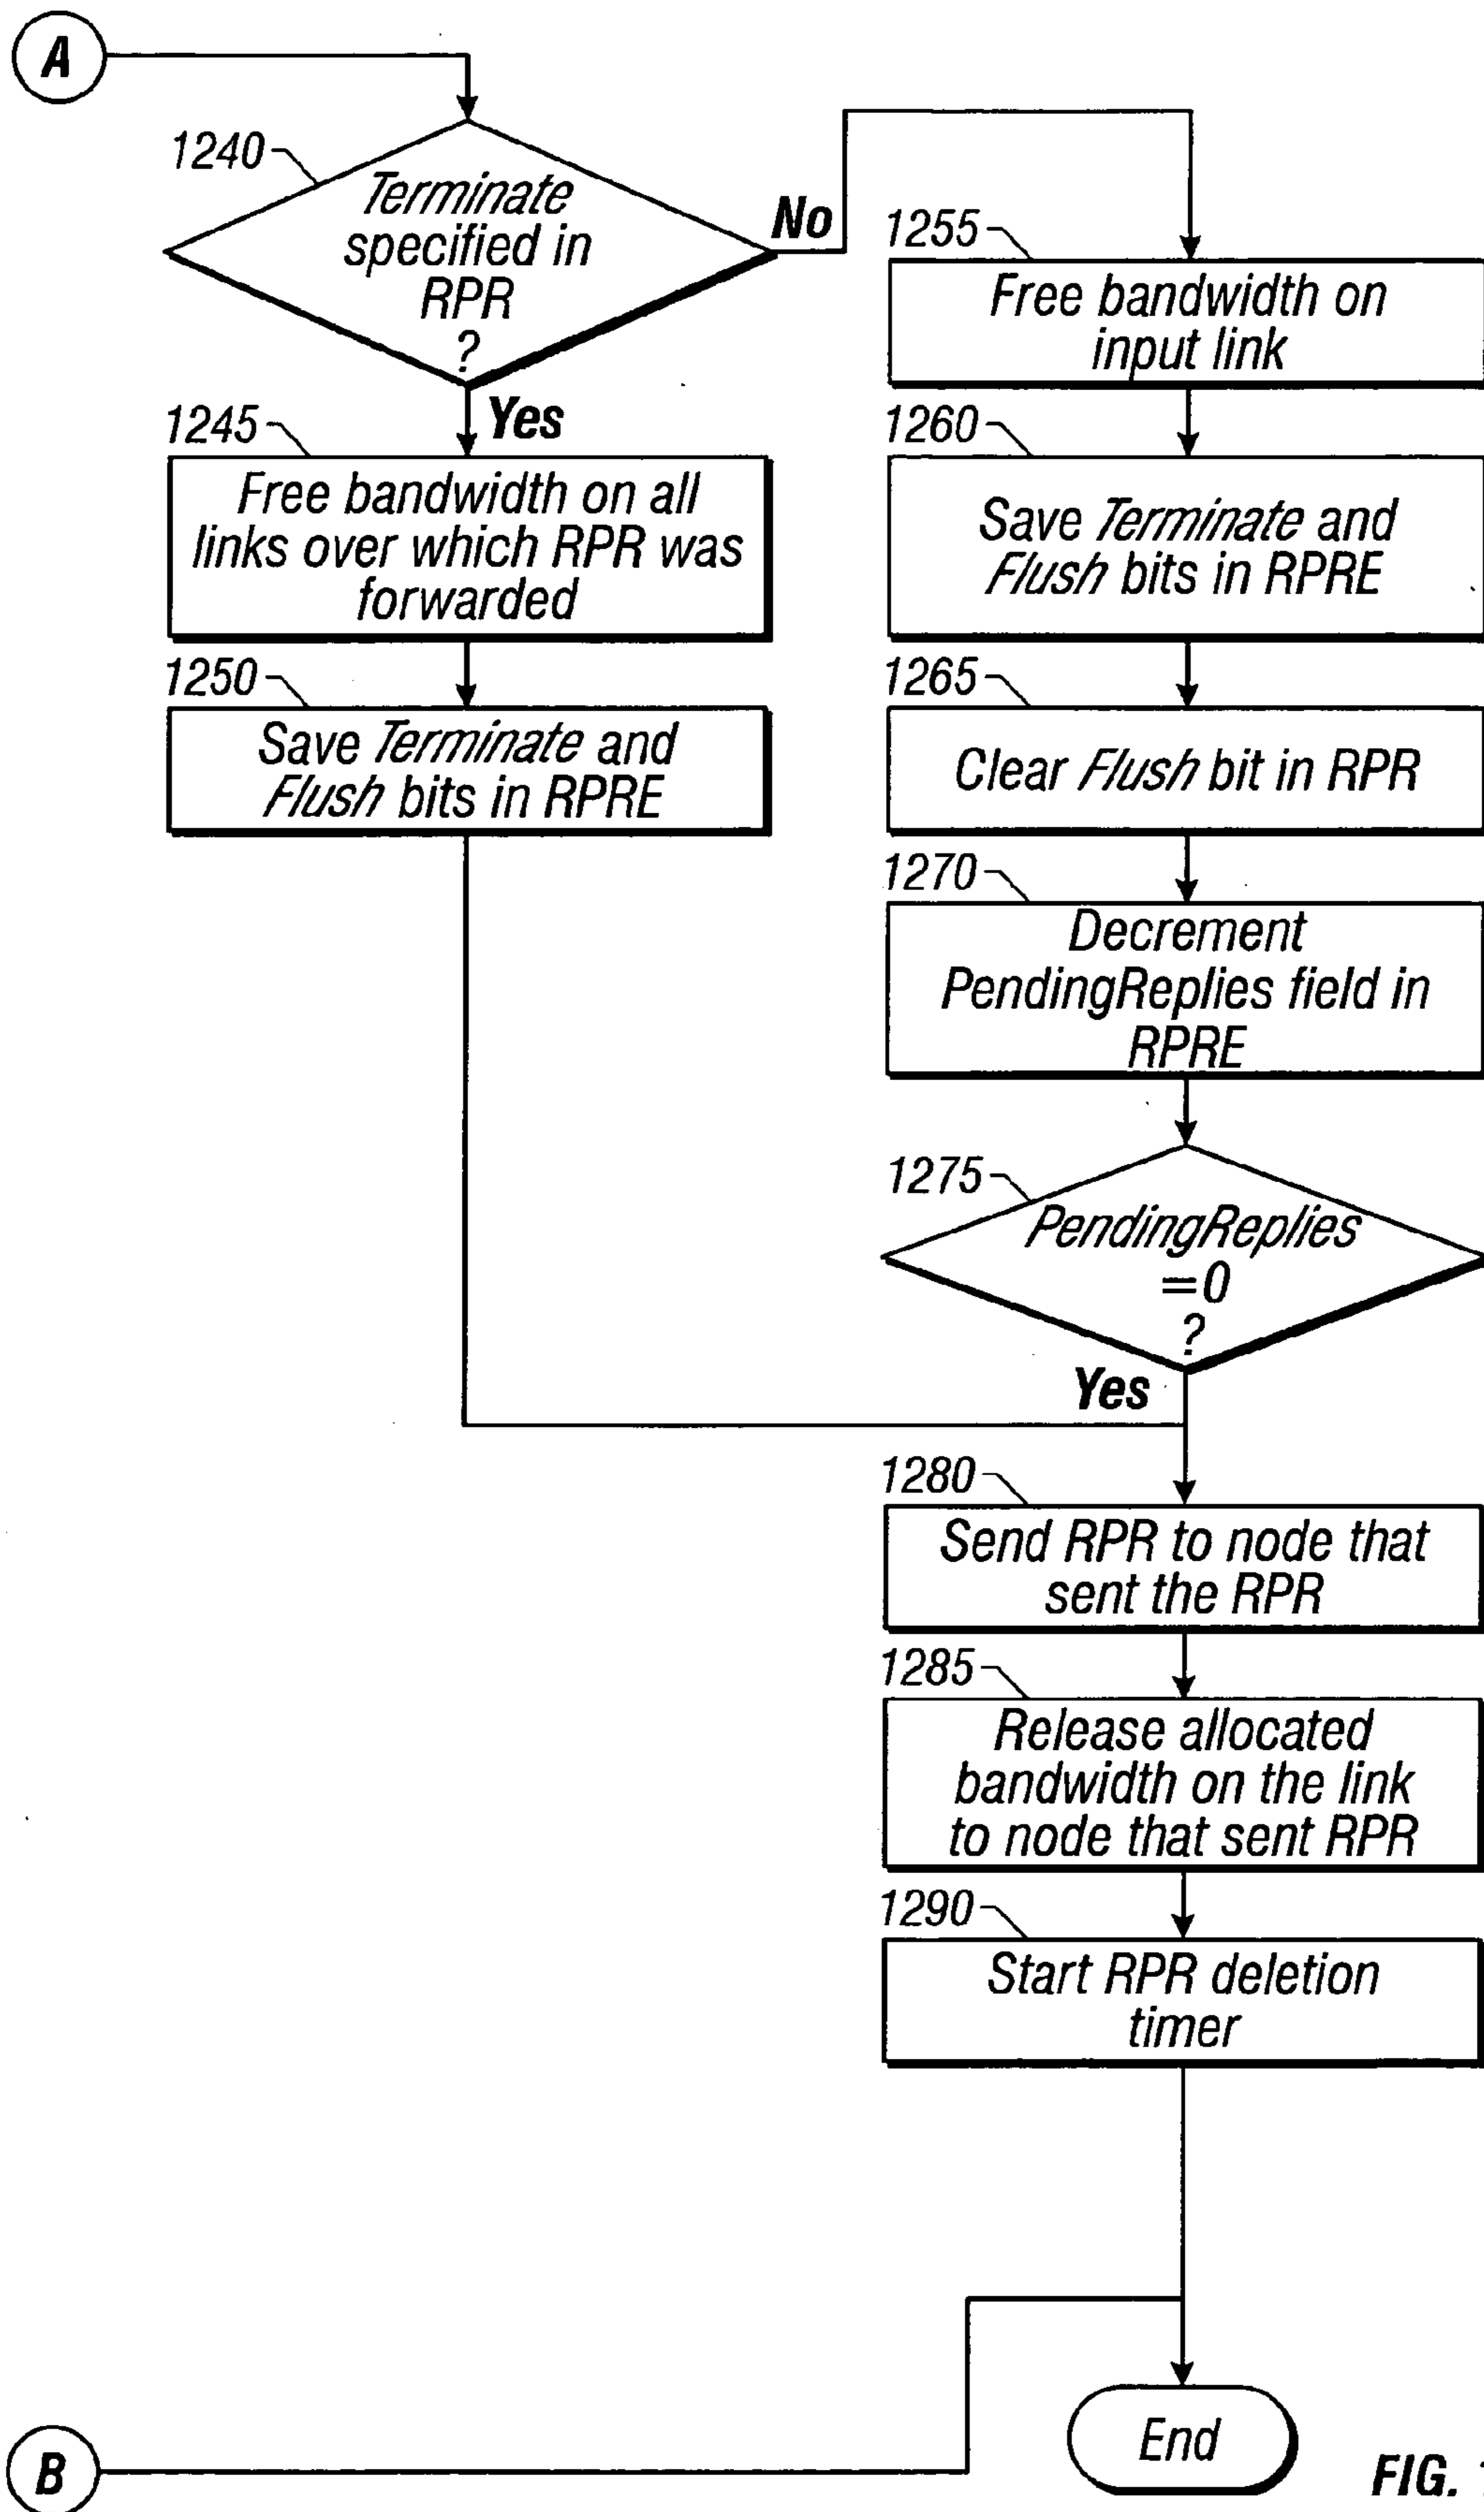 A
1240
Terminate
specified in
RPR
?
No
Yes
1245
Free bandwidth on all
links over which RPR was
forwarded
1250
Save Terminate and
Flush bits in RPRE
1255
Free bandwidth on
input link
1260
Save Terminate and
Flush bits in RPRE
1265
Clear Flush bit in RPR
1270
Decrement
PendingReplies field in
RPRE
1275
PendingReplies
=0
?
Yes
1280
Send RPR to node that
sent the RPR
1285
Release allocated
bandwidth on the link
to node that sent RPR
1290
Start RPR deletion
timer
End
B
FIG.